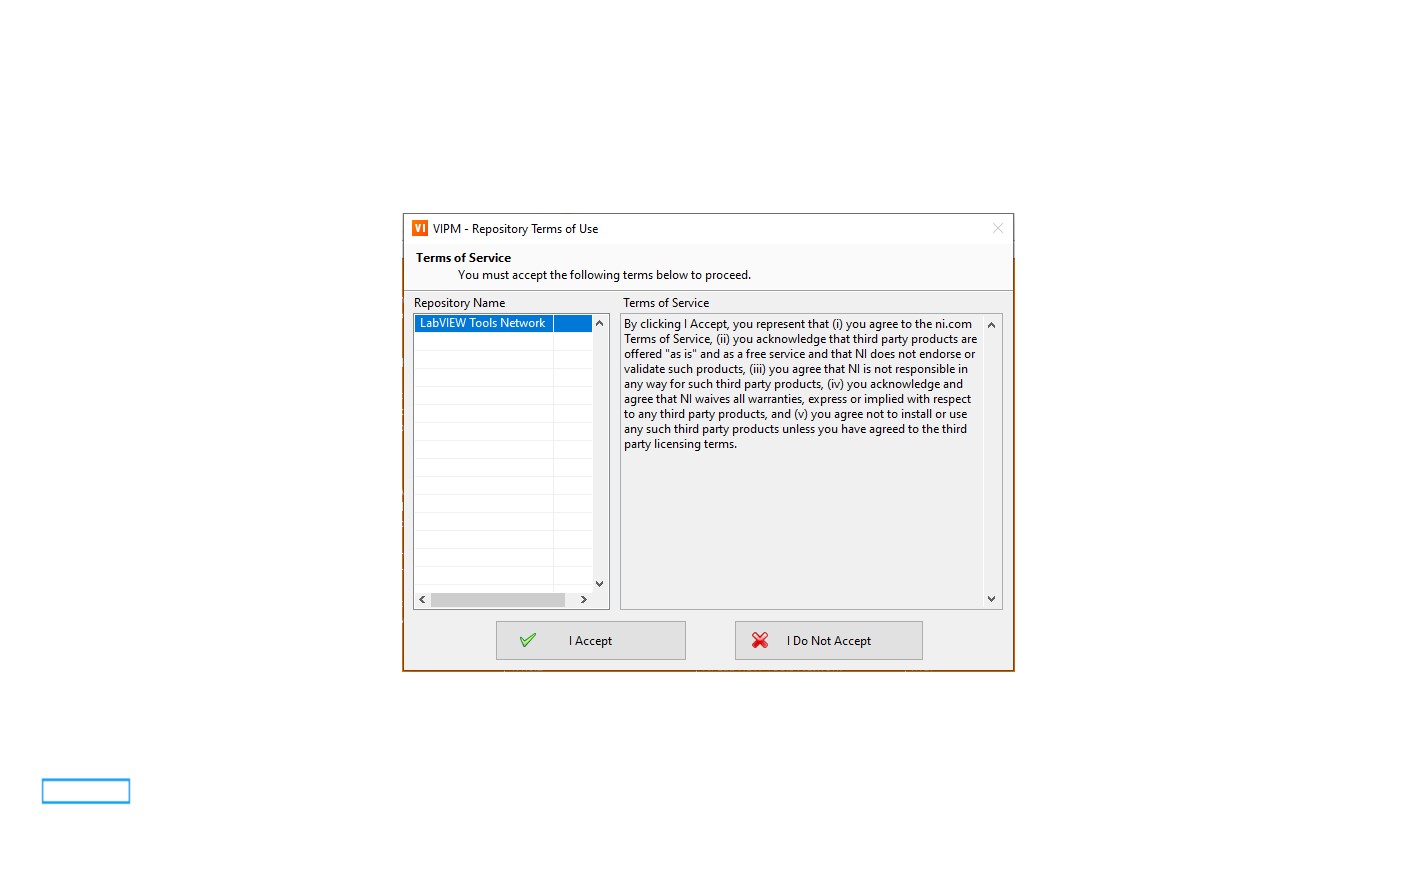 VI VIPM - Repository Terms of Use
Terms of Service
You must accept the following terms below to proceed.
Repository Name
LabVIEW Tools Network
Terms of Service
By clicking I Accept, you represent that (i) you agree to the ni.com
Terms of Service, (ii) you acknowledge that third party products are
offered "as is" and as a free service and that NI does not endorse or
validate such products, (iii) you agree that NI is not responsible in
any way for such third party products, (iv) you acknowledge and
agree that NI waives all warranties, express or implied with respect
to any third party products, and (v) you agree not to install or use
any such third party products unless you have agreed to the third
party licensing terms.
I Accept
I Do Not Accept